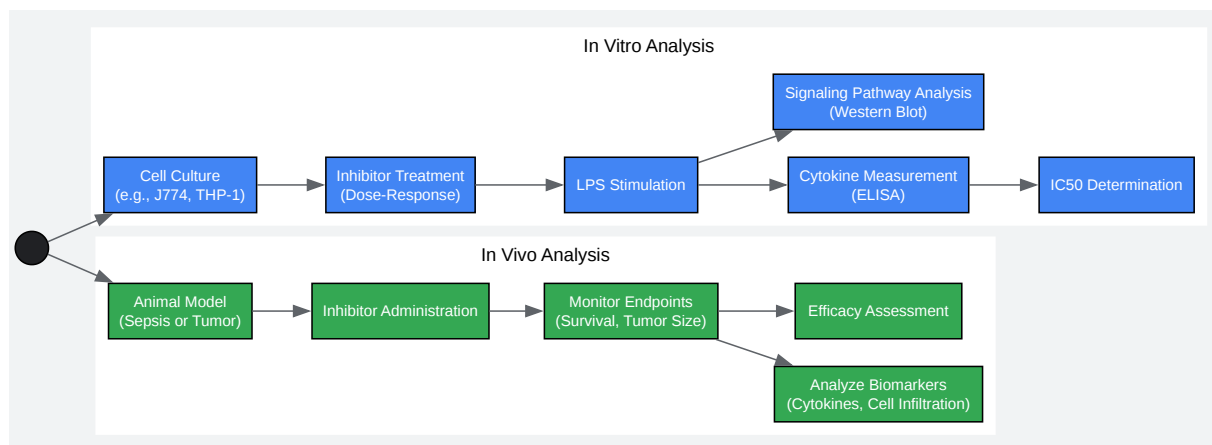 In Vitro Analysis
Signaling Pathway Analysis
(Western Blot)
Cell Culture
(e.g., J774, THP-1)
Inhibitor Treatment
(Dose-Response)
LPS Stimulation
Cytokine Measurement
(ELISA)
IC50 Determination
In Vivo Analysis
Animal Model
(Sepsis or Tumor)
Inhibitor Administration
Monitor Endpoints
(Survival, Tumor Size)
Efficacy Assessment
Analyze Biomarkers
(Cytokines, Cell Infiltration)